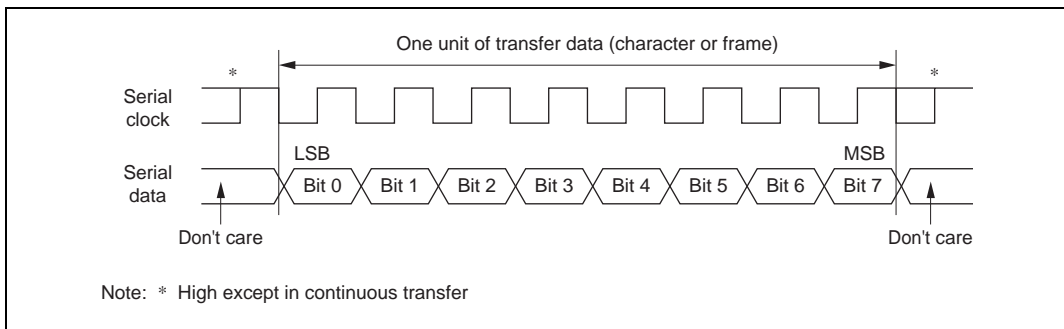 One unit of transfer data (character or frame)
* *
Serial
clock
LSB MSB
Serial
data
Bit 0 Bit 1 Bit 2 Bit 3 Bit 4 Bit 5 Bit 6 Bit 7
Don't care Don't care
Note: * High except in continuous transfer